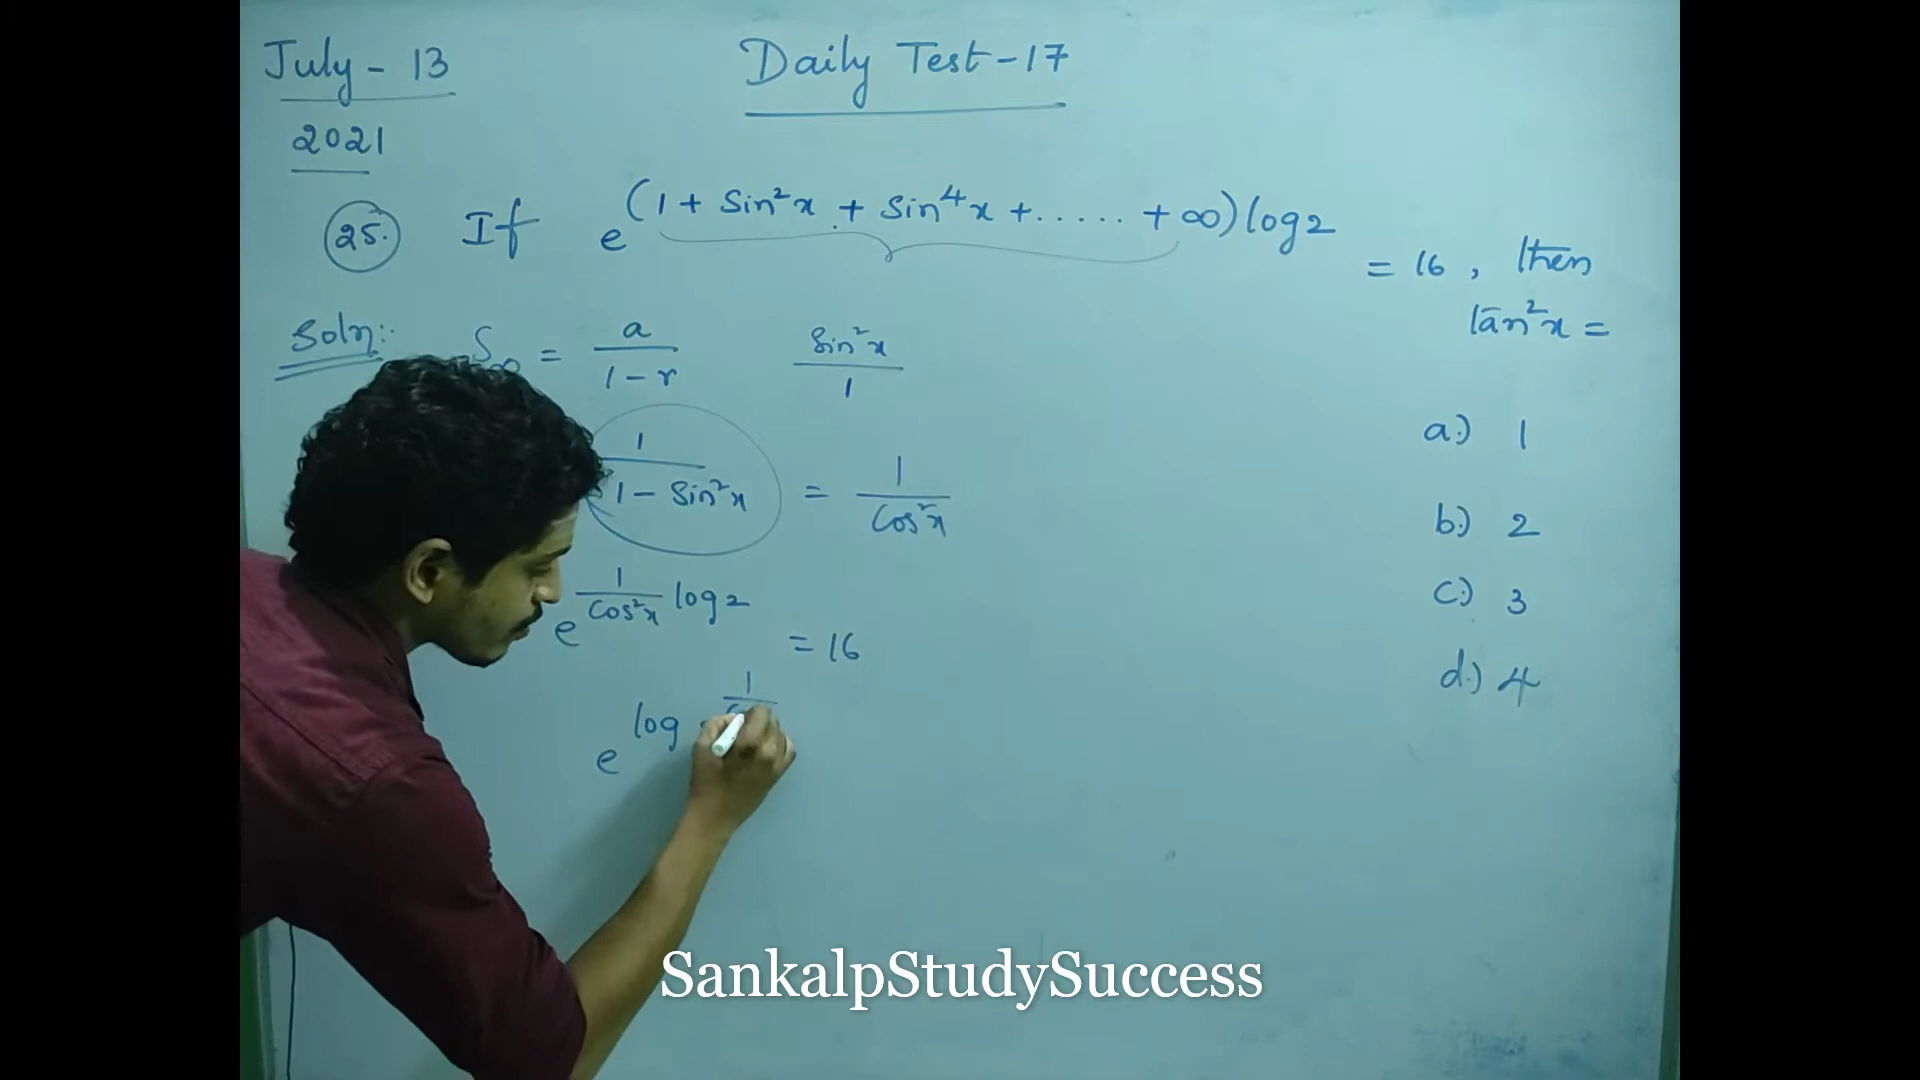 July - 13
2021
Daily Test - 17
25. If e^(1 + Sin²x + Sin⁴x + ..... + ∞) log2 = 16, then
tan²x =
Soln:
S∞ = a / (1 - r)
Sin²x / 1
1 / (1 - Sin²x) = 1 / Cos²x
e^(1/Cos²x log2) = 16
e^log 1
a.) 1
b.) 2
c.) 3
d.) 4
SankalpStudySuccess